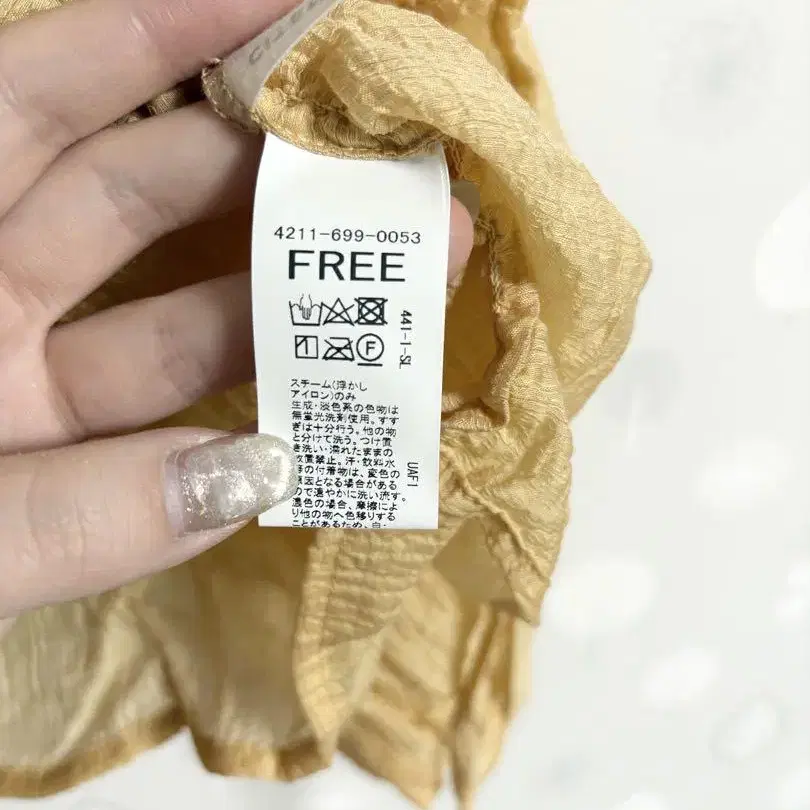 4211-699-0053
FREE
441-1-SL
F
スチーム(浮かし
アイロン)のみ
生成・淡色系の色物は
無蛍光洗剤使用。すす
ぎは十分行う。他の物
と分けて洗う。つけ置
き洗い・濡れたままの
放置禁止。汗・飲料水
等の付着物は、変色の
原因となる場合がある
ので速やかに洗い流す。
濃色の場合、摩擦によ
り他の物へ色移りする
ことがあるため、
UAF1